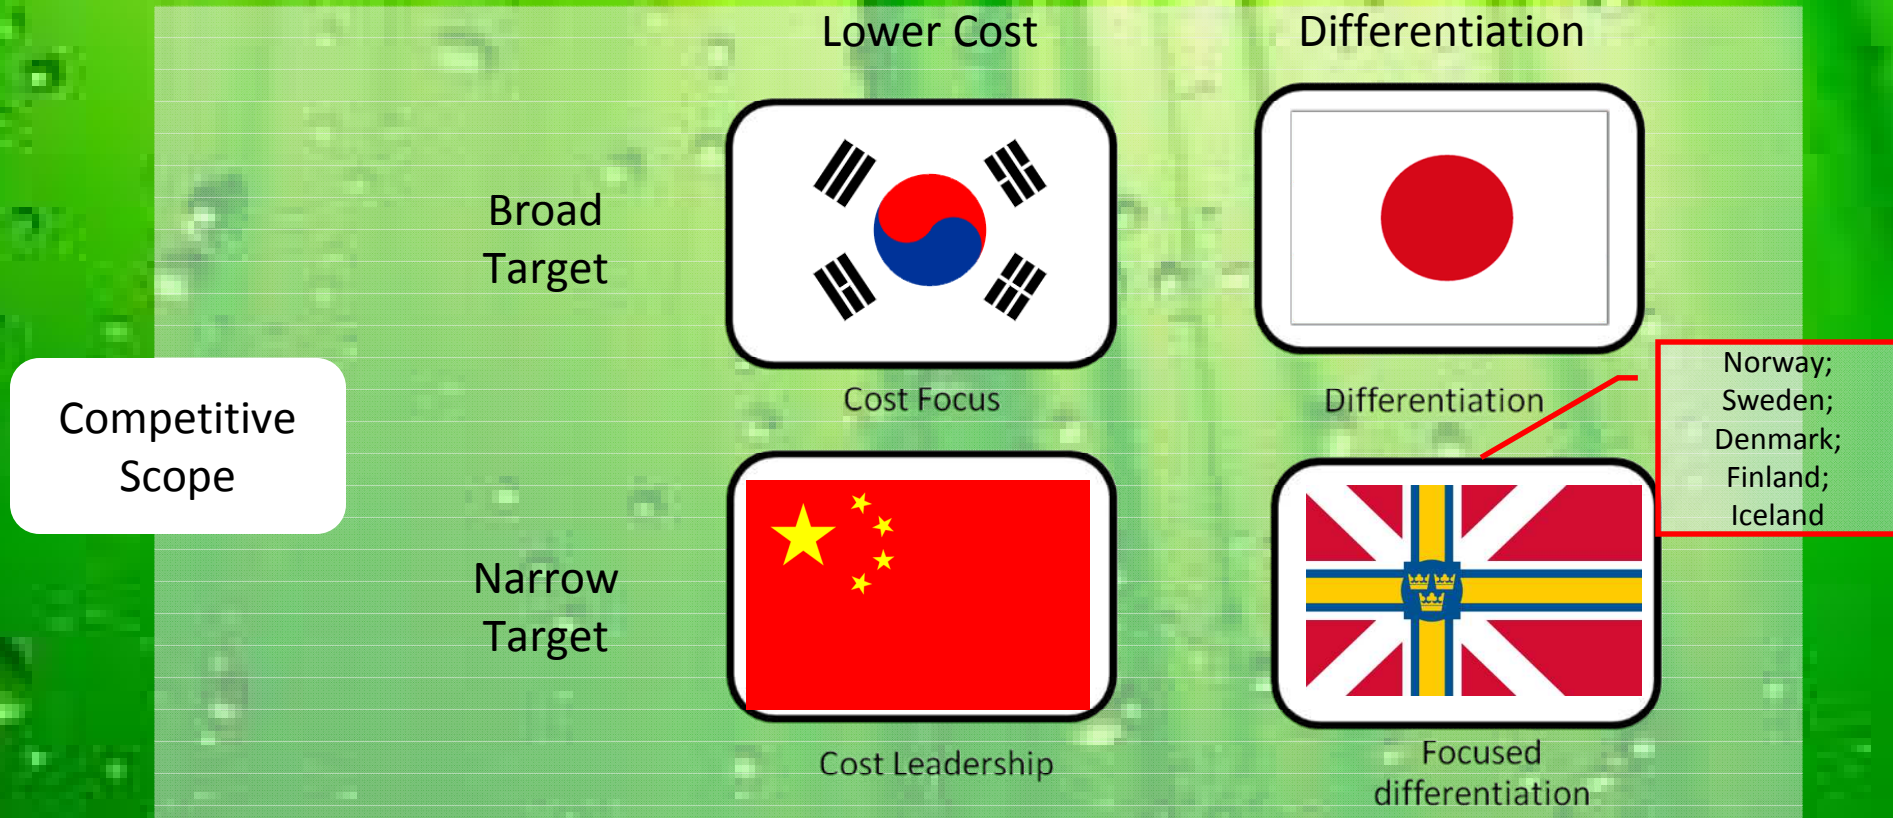 Lower Cost
Differentiation
Broad
Target
Cost Focus
Differentiation
Competitive
Scope
Norway;
Sweden;
Denmark;
Finland;
Iceland
Narrow
Target
Cost Leadership
Focused
differentiation